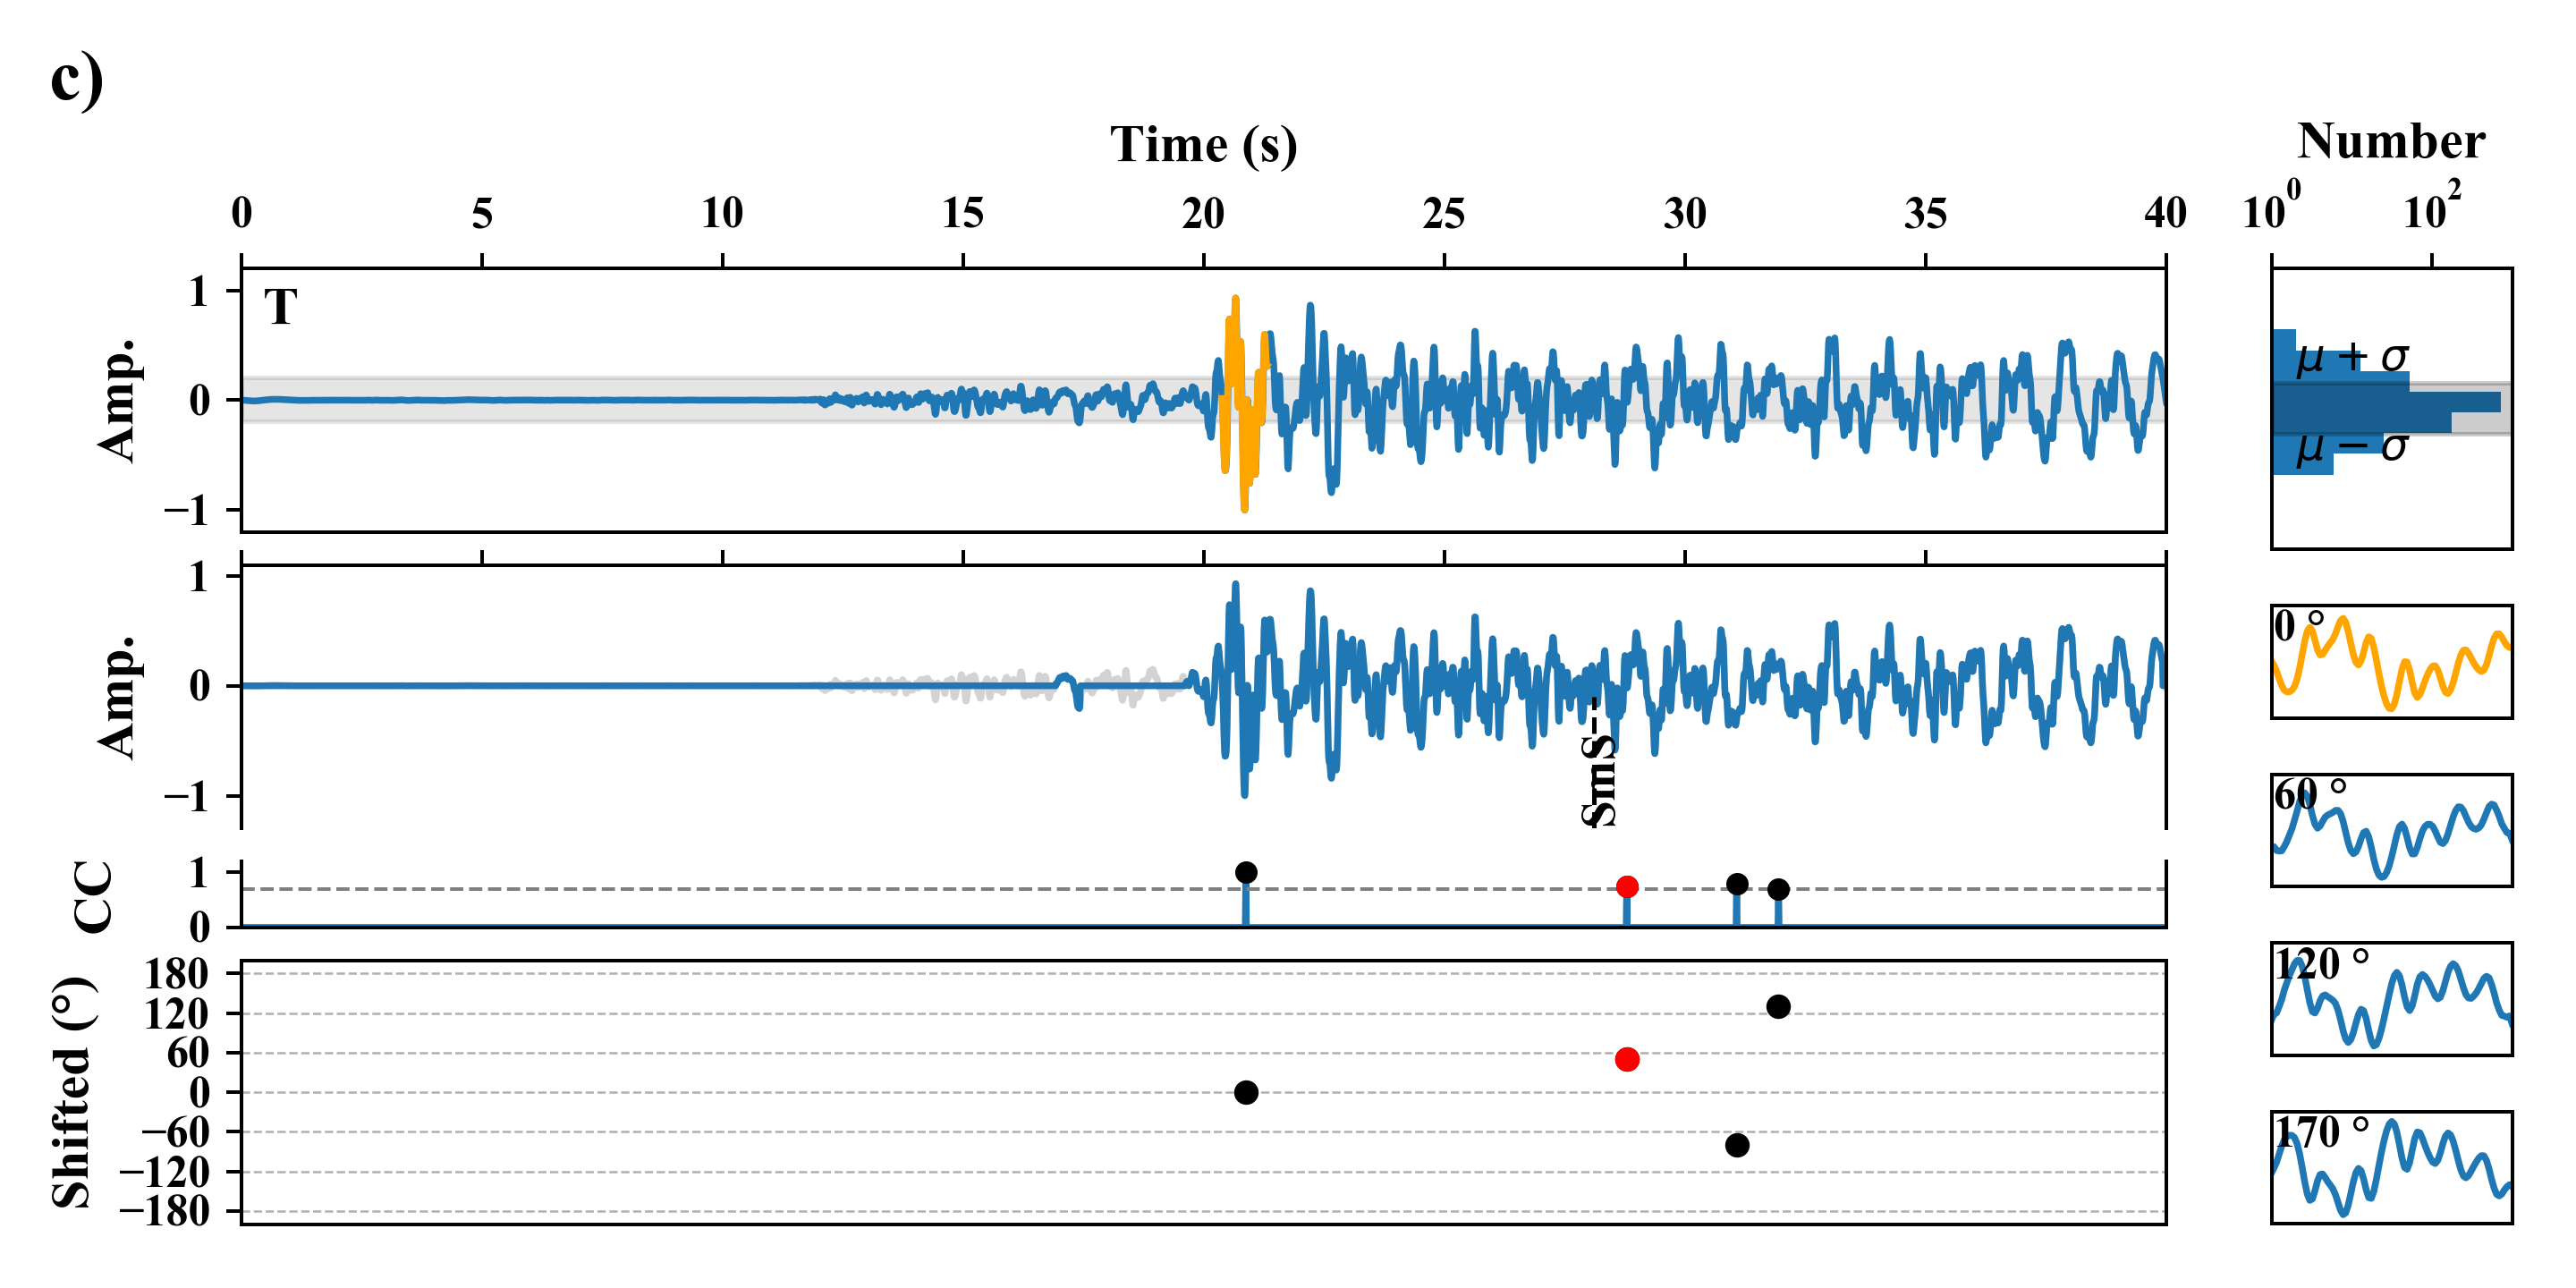 c)
Time (s)
Number
0 5 10 15 20 25 30 35 40
10^0 10^2
T
Amp.
1
0
−1
μ + σ
μ − σ
Amp.
1
0
−1
SmS
0 °
60 °
CC
1
0
120 °
Shifted (°)
180
120
60
0
−60
−120
−180
170 °